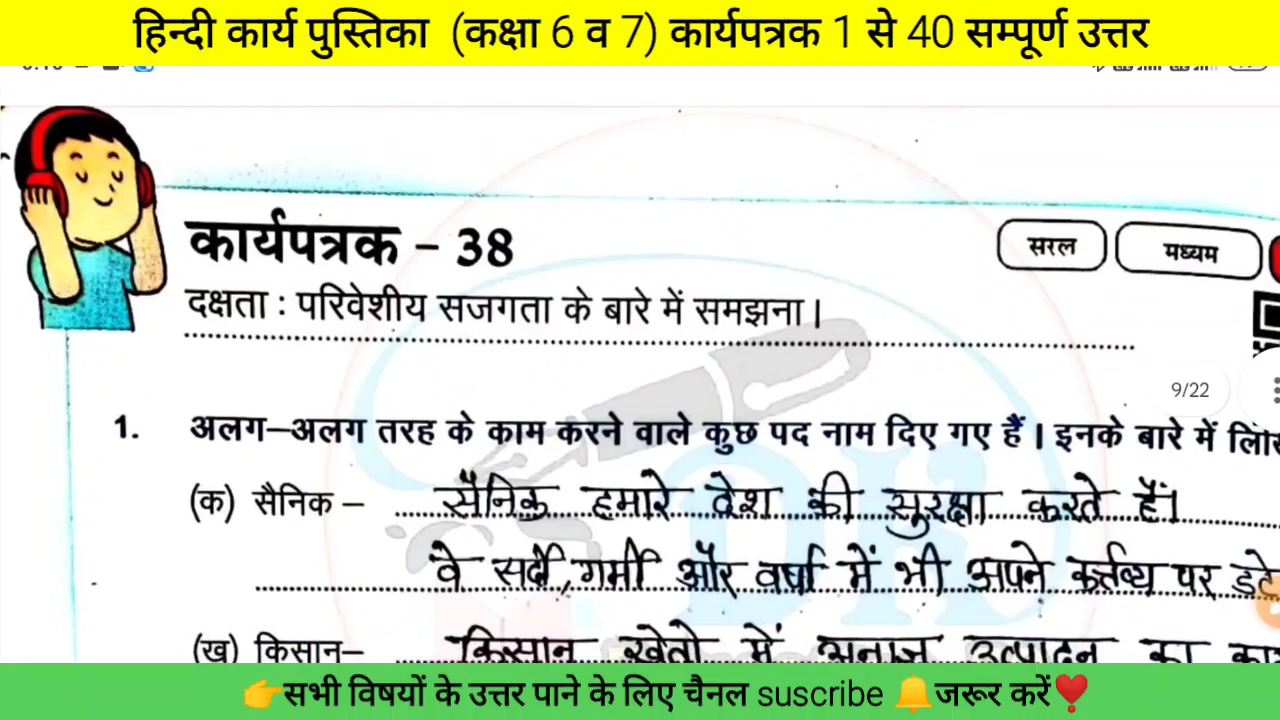 हिन्दी कार्य पुस्तिका (कक्षा 6 व 7) कार्यपत्रक 1 से 40 सम्पूर्ण उत्तर
कार्यपत्रक – 38
सरल
मध्यम
दक्षता : परिवेशीय सजगता के बारे में समझना।
9/22
1. अलग–अलग तरह के काम करने वाले कुछ पद नाम दिए गए हैं। इनके बारे में
(क) सैनिक – सैनिक हमारे देश की सुरक्षा करते हैं।
वे सर्दी, गर्मी और वर्षा में भी अपने कर्तव्य पर डटे
(ख) किसान– किसान खेतो में अनाज उत्पादन का
👉सभी विषयों के उत्तर पाने के लिए चैनल suscribe 🔔जरूर करें❣️